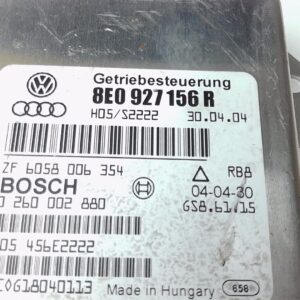 Getriebesteuerung
8E0 927 156 R
H05/S2222 30.04.04
ZF 6058 006 354 RB8
BOSCH 04-04-30
0 260 002 880 GS8.61.15
05 456E2222
C0G18040113 Made in Hungary 658